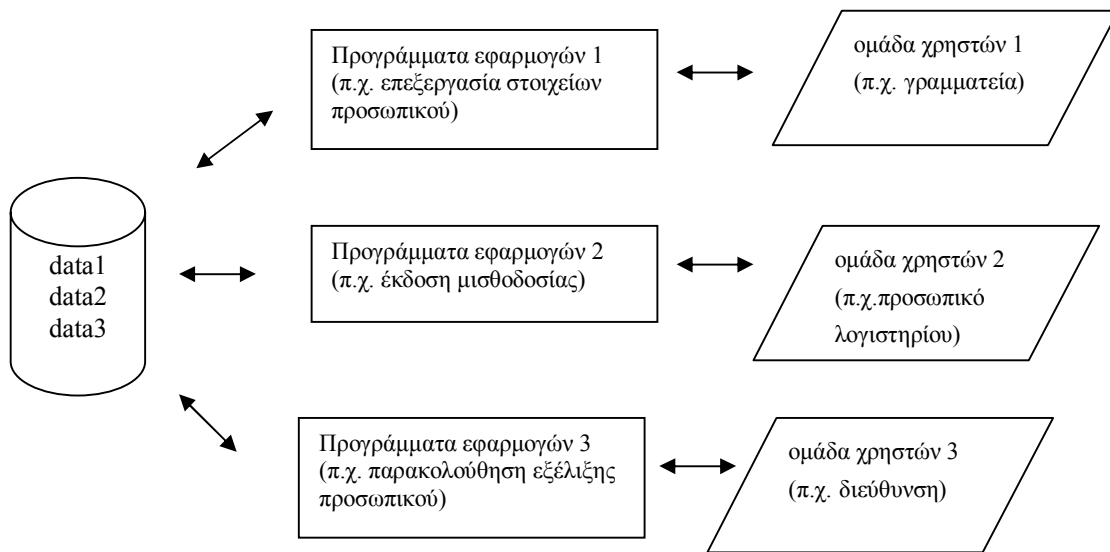 Προγράμματα εφαρμογών 1
(π.χ. επεξεργασία στοιχείων
προσωπικού)
ομάδα χρηστών 1
(π.χ. γραμματεία)
data1
data2
data3
Προγράμματα εφαρμογών 2
(π.χ. έκδοση μισθοδοσίας)
ομάδα χρηστών 2
(π.χ.προσωπικό
λογιστηρίου)
Προγράμματα εφαρμογών 3
(π.χ. παρακολούθηση εξέλιξης
προσωπικού)
ομάδα χρηστών 3
(π.χ. διεύθυνση)